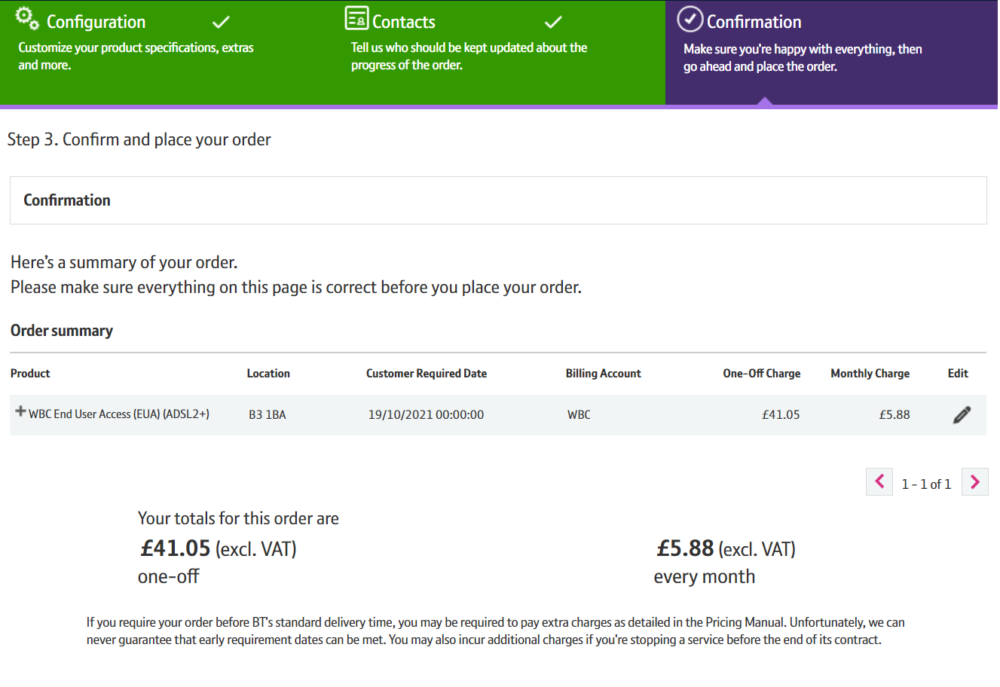 Configuration
Customize your product specifications, extras
and more.
Contacts
Tell us who should be kept updated about the
progress of the order.
Confirmation
Make sure you're happy with everything, then
go ahead and place the order.
Step 3. Confirm and place your order
Confirmation
Here’s a summary of your order.
Please make sure everything on this page is correct before you place your order.
Order summary
Product Location Customer Required Date Billing Account One-Off Charge Monthly Charge Edit
WBC End User Access (EUA) (ADSL2+) B3 1BA 19/10/2021 00:00:00 WBC £41.05 £5.88
1 - 1 of 1
Your totals for this order are
£41.05 (excl. VAT) £5.88 (excl. VAT)
one-off every month
If you require your order before BT's standard delivery time, you may be required to pay extra charges as detailed in the Pricing Manual. Unfortunately, we can
never guarantee that early requirement dates can be met. You may also incur additional charges if you're stopping a service before the end of its contract.